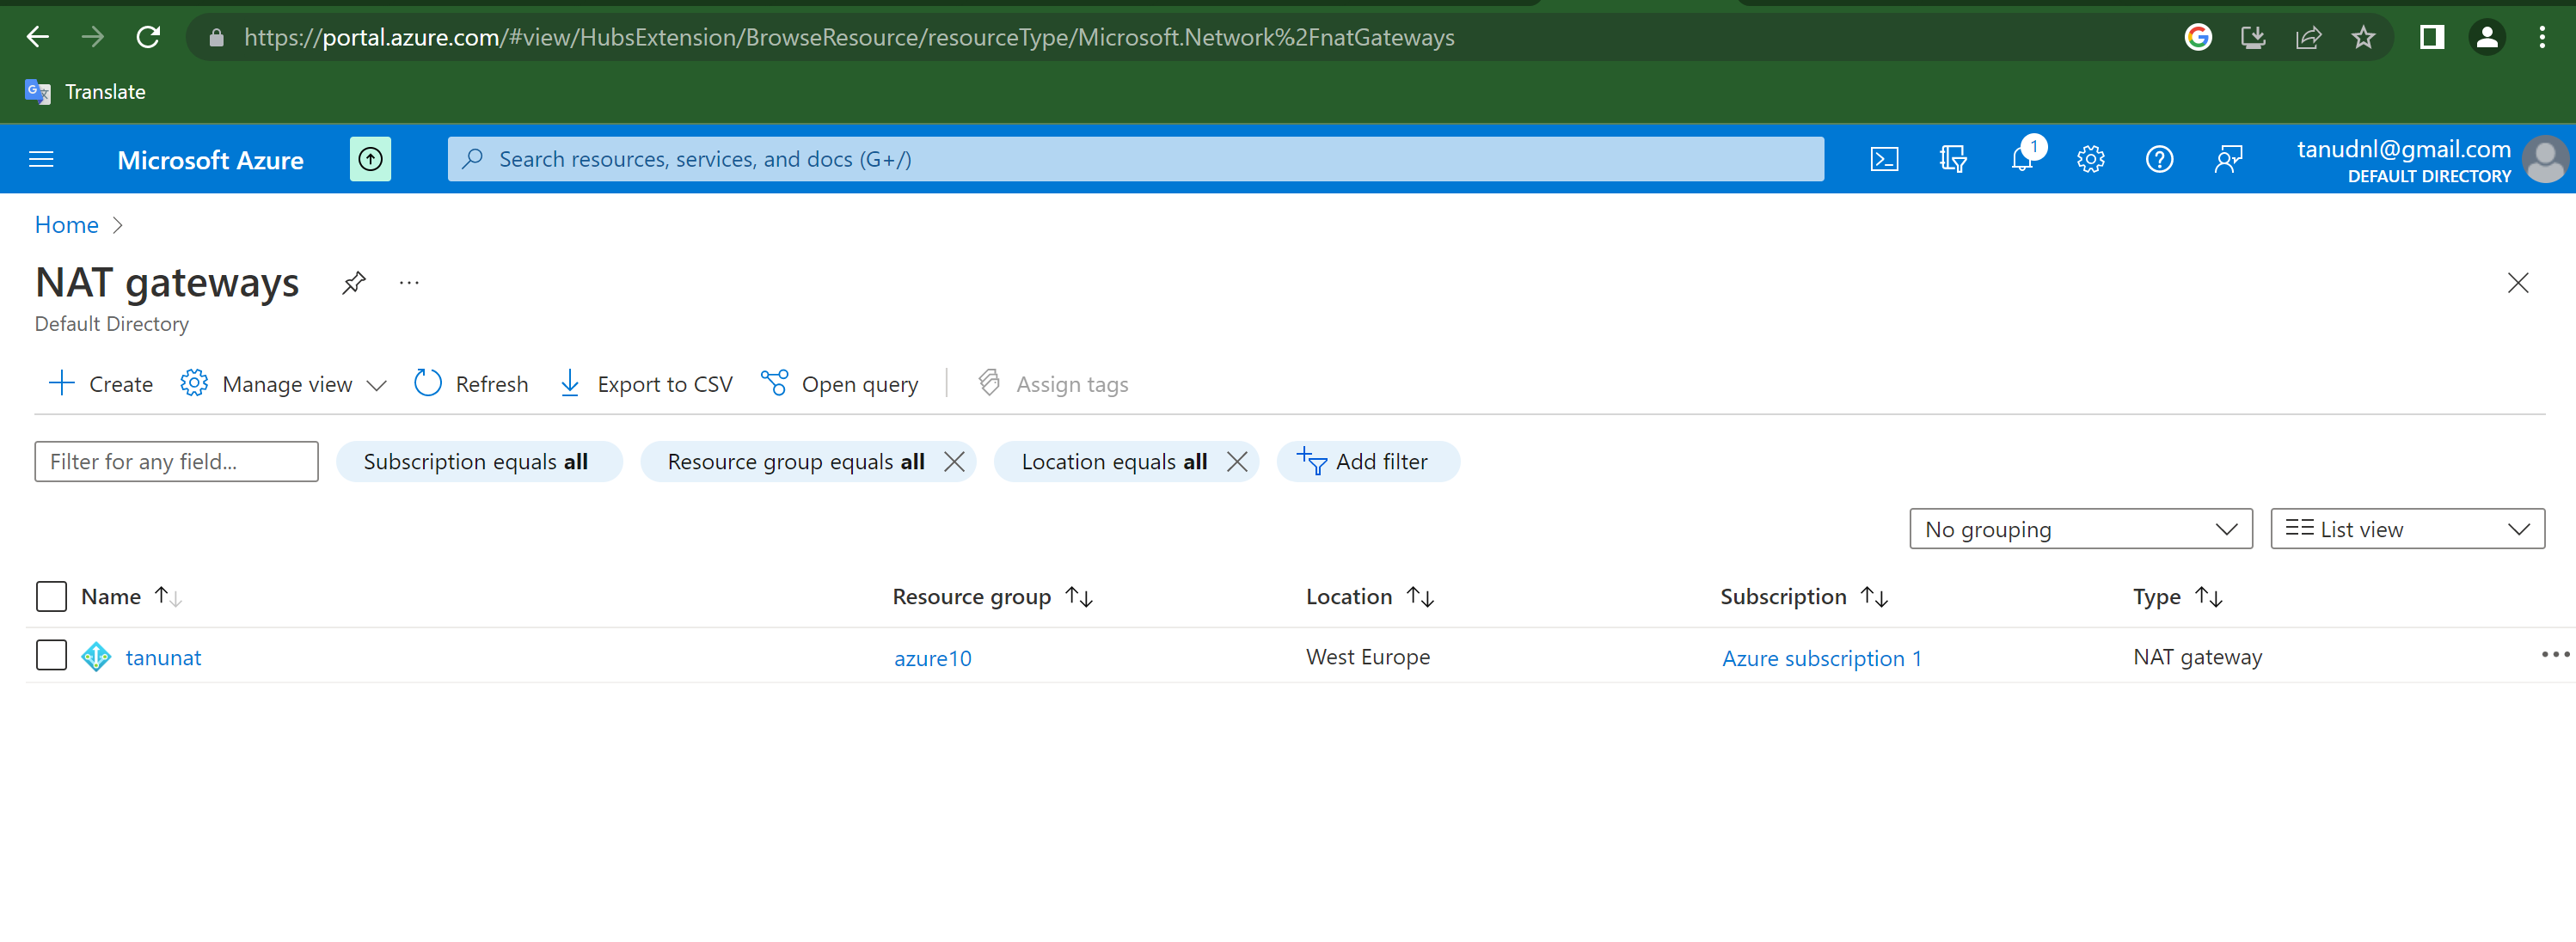 https://portal.azure.com/#view/HubsExtension/BrowseResource/resourceType/Microsoft.Network%2FnatGateways
Translate
Microsoft Azure
Search resources, services, and docs (G+/)
1
tanudnl@gmail.com
DEFAULT DIRECTORY
Home
NAT gateways
Default Directory
Create Manage view Refresh Export to CSV Open query Assign tags
Filter for any field... Subscription equals all Resource group equals all Location equals all Add filter
No grouping List view
Name Resource group Location Subscription Type
tanunat azure10 West Europe Azure subscription 1 NAT gateway